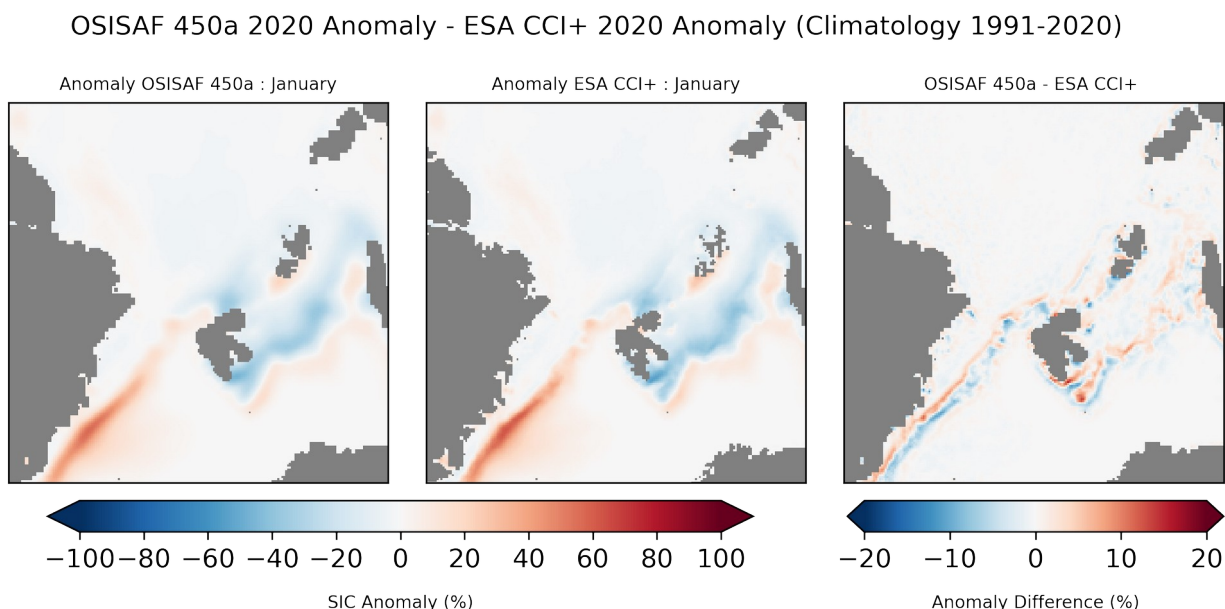 OSISAF 450a 2020 Anomaly - ESA CCI+ 2020 Anomaly (Climatology 1991-2020)
Anomaly OSISAF 450a : January
Anomaly ESA CCI+ : January
OSISAF 450a - ESA CCI+
−100 −80 −60 −40 −20 0 20 40 60 80 100
−20 −10 0 10 20
SIC Anomaly (%)
Anomaly Difference (%)